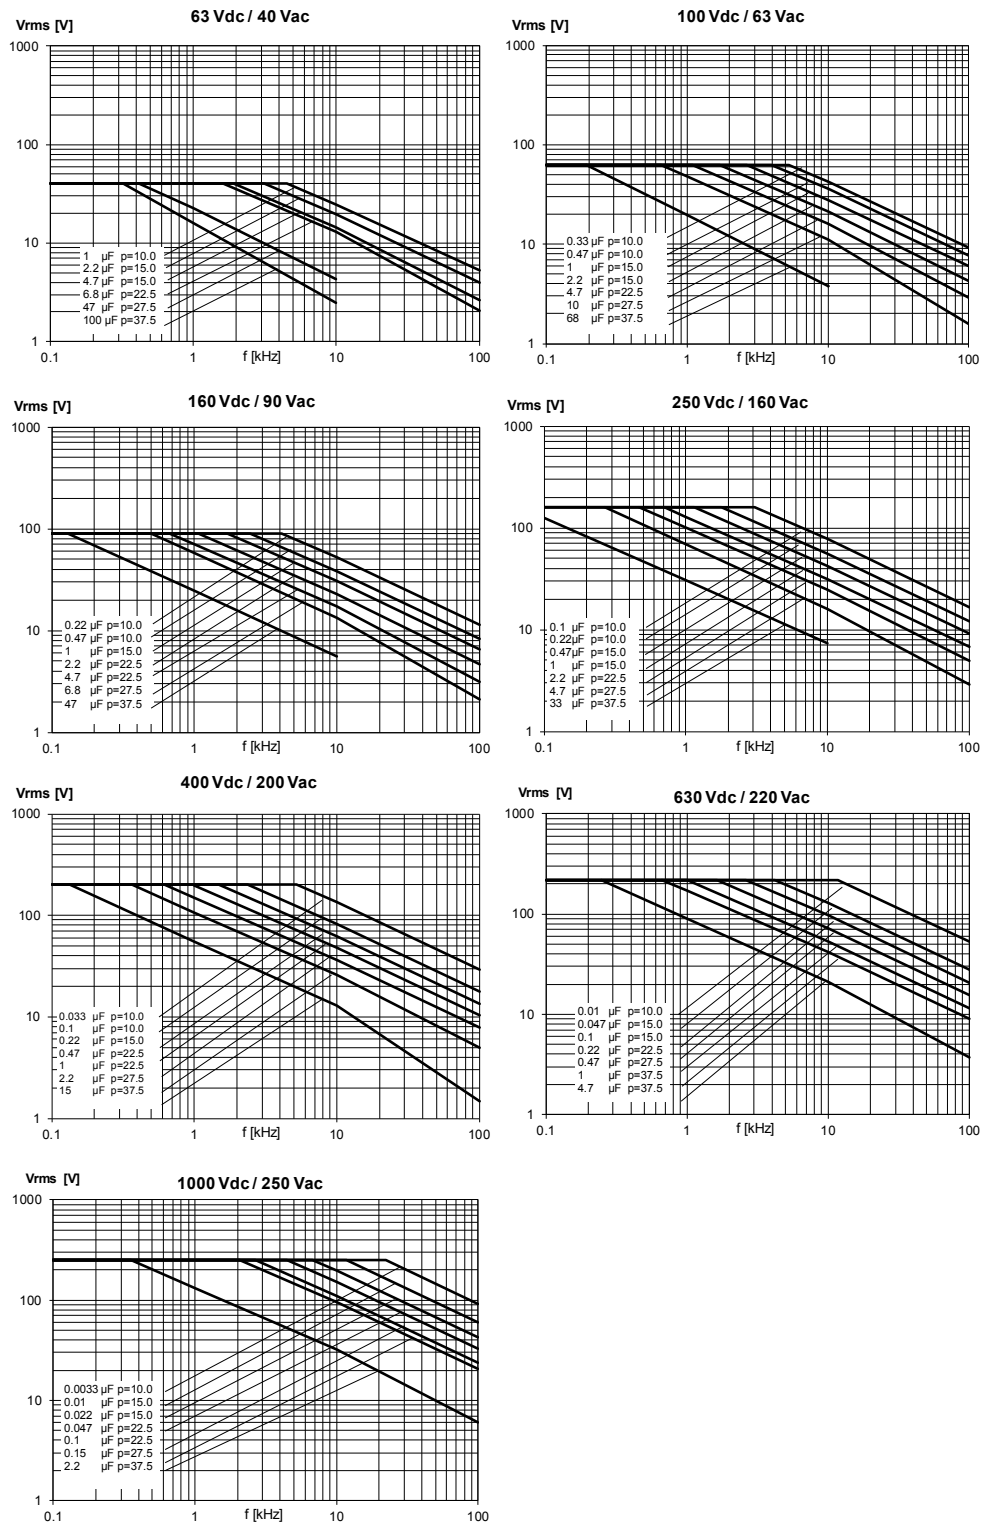 63 Vdc / 40 Vac
Vrms [V]
1000
100
10
1
1 µF p=10.0
2.2 µF p=15.0
4.7 µF p=15.0
6.8 µF p=22.5
47 µF p=27.5
100 µF p=37.5
0.1 1 10 100
f [kHz]
100 Vdc / 63 Vac
Vrms [V]
1000
100
10
1
0.33 µF p=10.0
0.47 µF p=10.0
1 µF p=15.0
2.2 µF p=15.0
4.7 µF p=22.5
10 µF p=27.5
68 µF p=37.5
0.1 1 10 100
f [kHz]
160 Vdc / 90 Vac
Vrms [V]
1000
100
10
1
0.22 µF p=10.0
0.47 µF p=10.0
1 µF p=15.0
2.2 µF p=22.5
4.7 µF p=22.5
6.8 µF p=27.5
47 µF p=37.5
0.1 1 10 100
f [kHz]
250 Vdc / 160 Vac
Vrms [V]
1000
100
10
1
0.1 µF p=10.0
0.22µF p=10.0
0.47µF p=15.0
1 µF p=15.0
2.2 µF p=22.5
4.7 µF p=27.5
33 µF p=37.5
0.1 1 10 100
f [kHz]
400 Vdc / 200 Vac
Vrms [V]
1000
100
10
1
0.033 µF p=10.0
0.1 µF p=10.0
0.22 µF p=15.0
0.47 µF p=22.5
1 µF p=22.5
2.2 µF p=27.5
15 µF p=37.5
0.1 1 10 100
f [kHz]
630 Vdc / 220 Vac
Vrms [V]
1000
100
10
1
0.01 µF p=10.0
0.047 µF p=15.0
0.1 µF p=15.0
0.22 µF p=22.5
0.47 µF p=27.5
1 µF p=37.5
4.7 µF p=37.5
0.1 1 10 100
f [kHz]
1000 Vdc / 250 Vac
Vrms [V]
1000
100
10
1
0.0033 µF p=10.0
0.01 µF p=15.0
0.022 µF p=15.0
0.047 µF p=22.5
0.1 µF p=22.5
0.15 µF p=27.5
2.2 µF p=37.5
0.1 1 10 100
f [kHz]